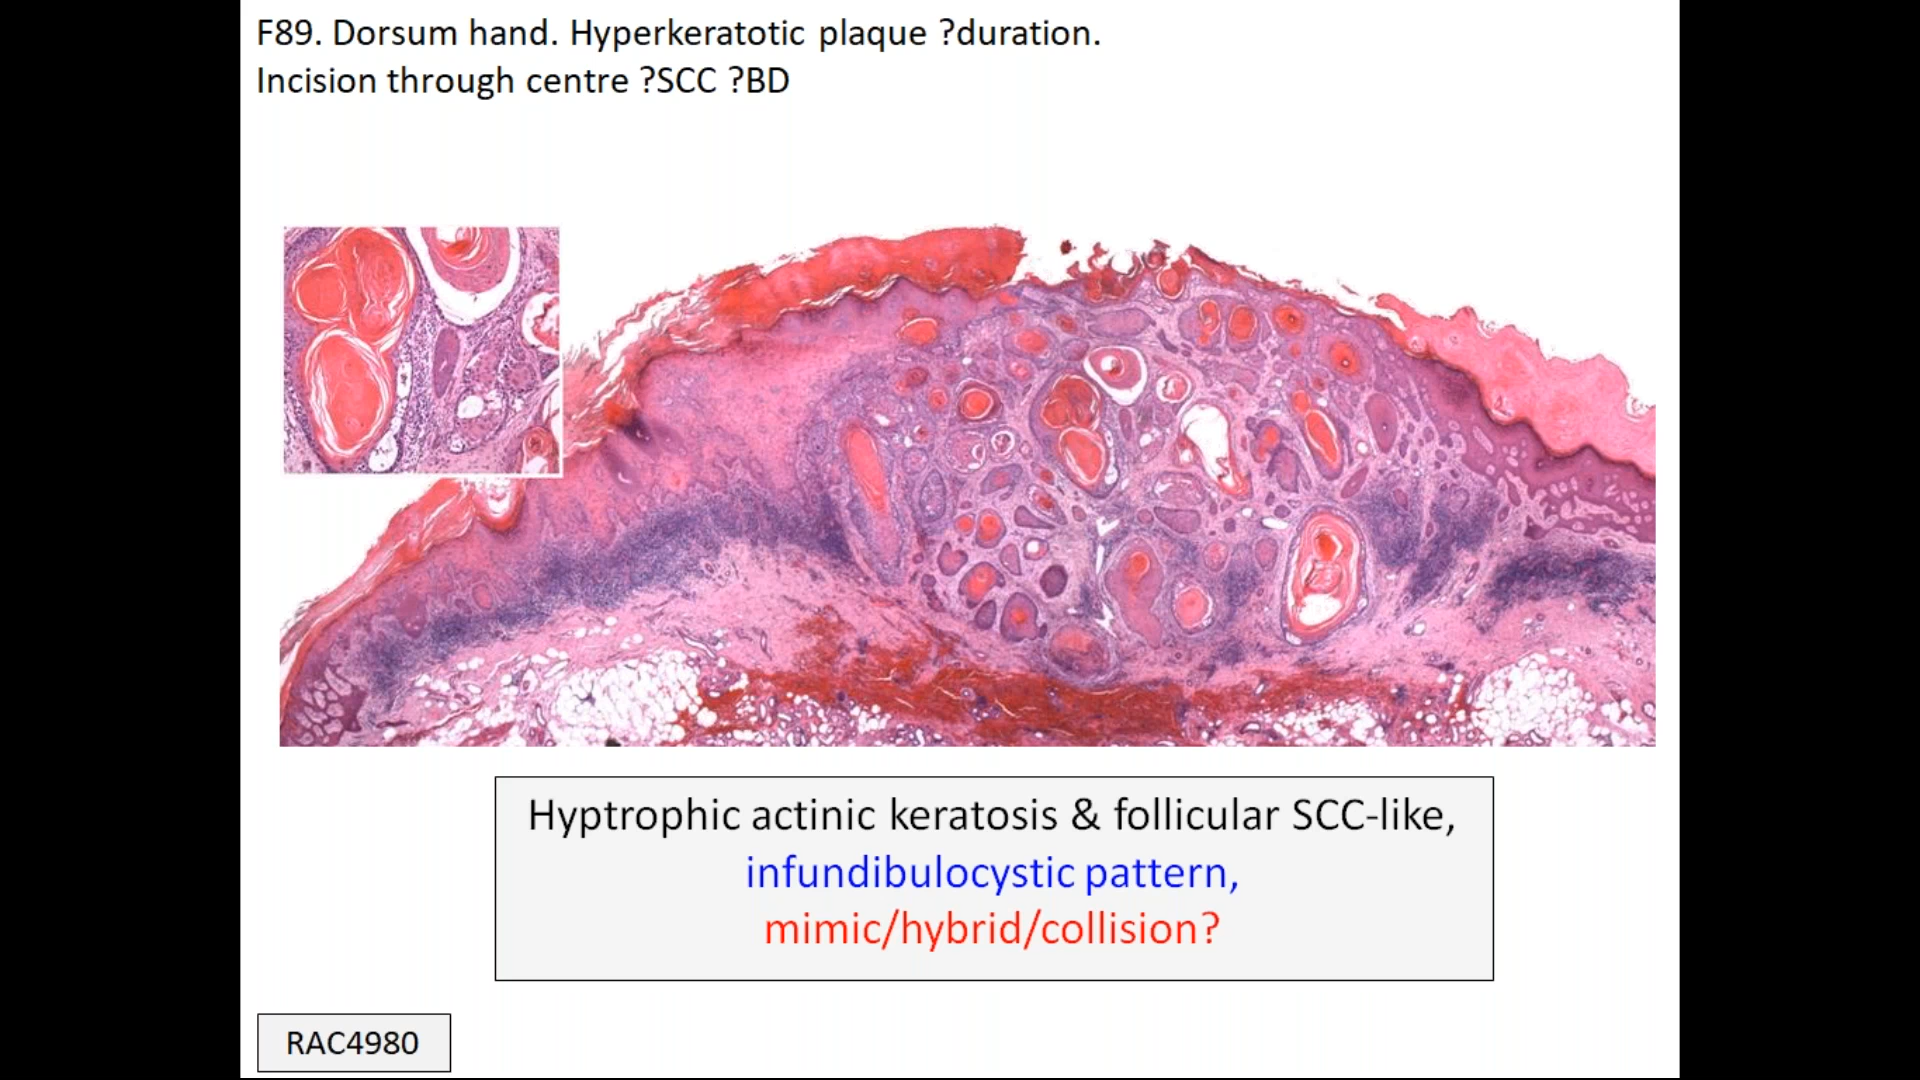 F89. Dorsum hand. Hyperkeratotic plaque ?duration.
Incision through centre ?SCC ?BD
Hyptrophic actinic keratosis & follicular SCC-like,
infundibulocystic pattern,
mimic/hybrid/collision?
RAC4980